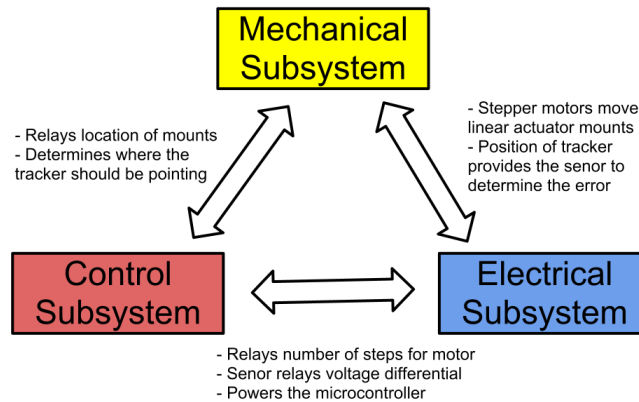 Mechanical
Subsystem
- Relays location of mounts
- Determines where the
tracker should be pointing
- Stepper motors move
linear actuator mounts
- Position of tracker
provides the senor to
determine the error
Control
Subsystem
Electrical
Subsystem
- Relays number of steps for motor
- Senor relays voltage differential
- Powers the microcontroller